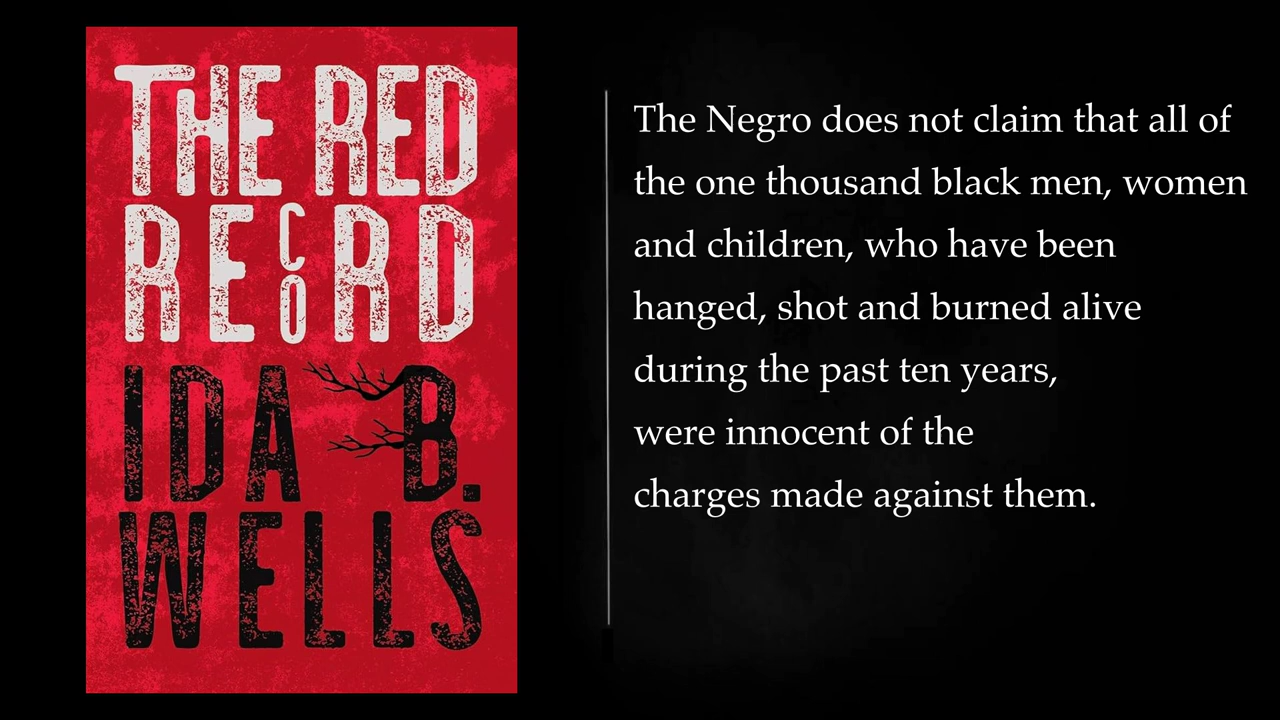 THE RED
RECORD
IDA B.
WELLS
The Negro does not claim that all of
the one thousand black men, women
and children, who have been
hanged, shot and burned alive
during the past ten years,
were innocent of the
charges made against them.